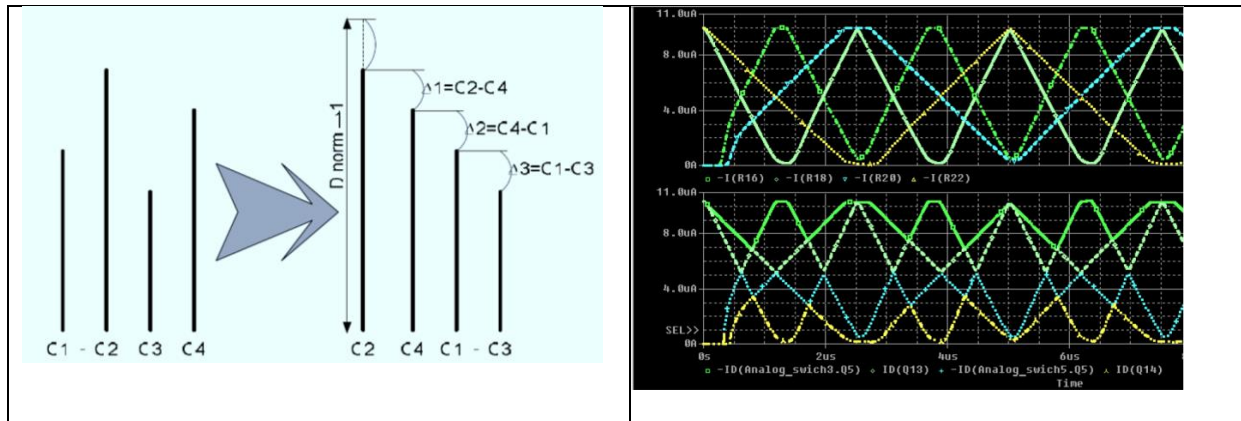 Ŋ norm —1
Δ1=C2-C4
Δ2=C4-C1
Δ3=C1-C3
C1 - C2 C3 C4
C2 C4 C1 - C3
11.0uA
8.0uA
4.0uA
0A
-I(R16) -I(R18) -I(R20) -I(R22)
11.0uA
8.0uA
4.0uA
SEL>>
0A
0s 2us 4us 6us
-ID(Analog_swich3.Q5) ID(Q13) -ID(Analog_swich5.Q5) ID(Q14)
Time